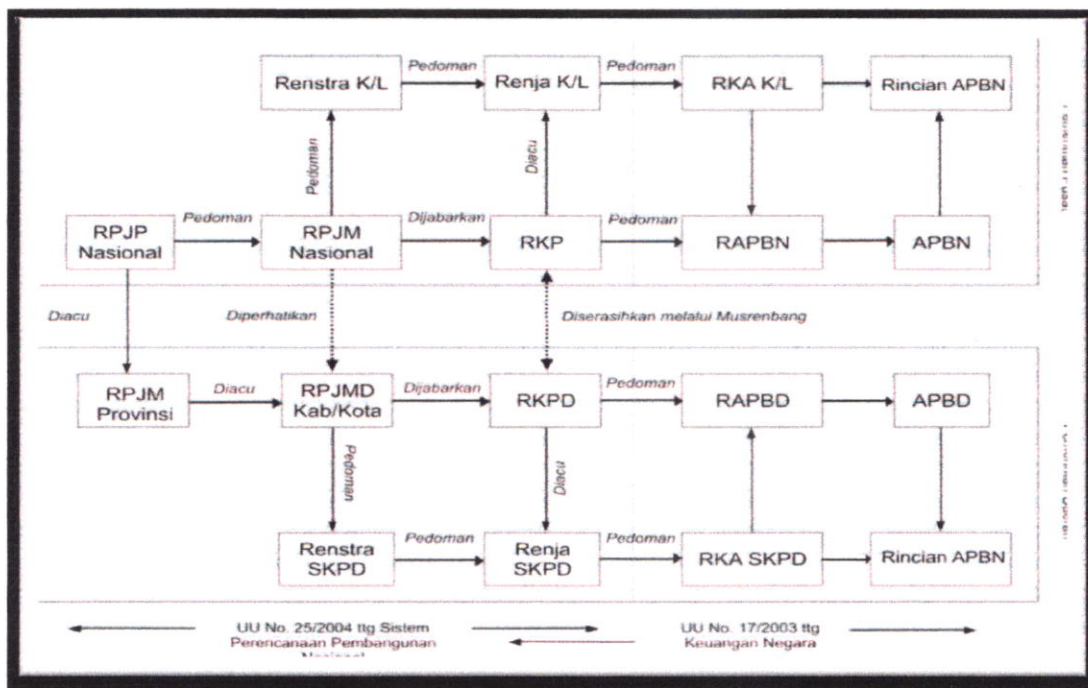 Pedoman
Pedoman
Renstra K/L
Renja K/L
RKA K/L
Rincian APBN
Pedoman
Diacu
Pedoman
Dijabarkan
Pedoman
RPJP
Nasional
RPJM
Nasional
RKP
RAPBN
APBN
Diacu
Diperhatikan
Diserasihkan melalui Musrenbang
Diacu
Dijabarkan
Pedoman
RPJM
Provinsi
RPJMD
Kab/Kota
RKPD
RAPBD
APBD
Pedoman
Diacu
Pedoman
Pedoman
Renstra
SKPD
Renja
SKPD
RKA SKPD
Rincian APBN
UU No. 25/2004 ttg Sistem
Perencanaan Pembangunan
UU No. 17/2003 ttg
Keuangan Negara